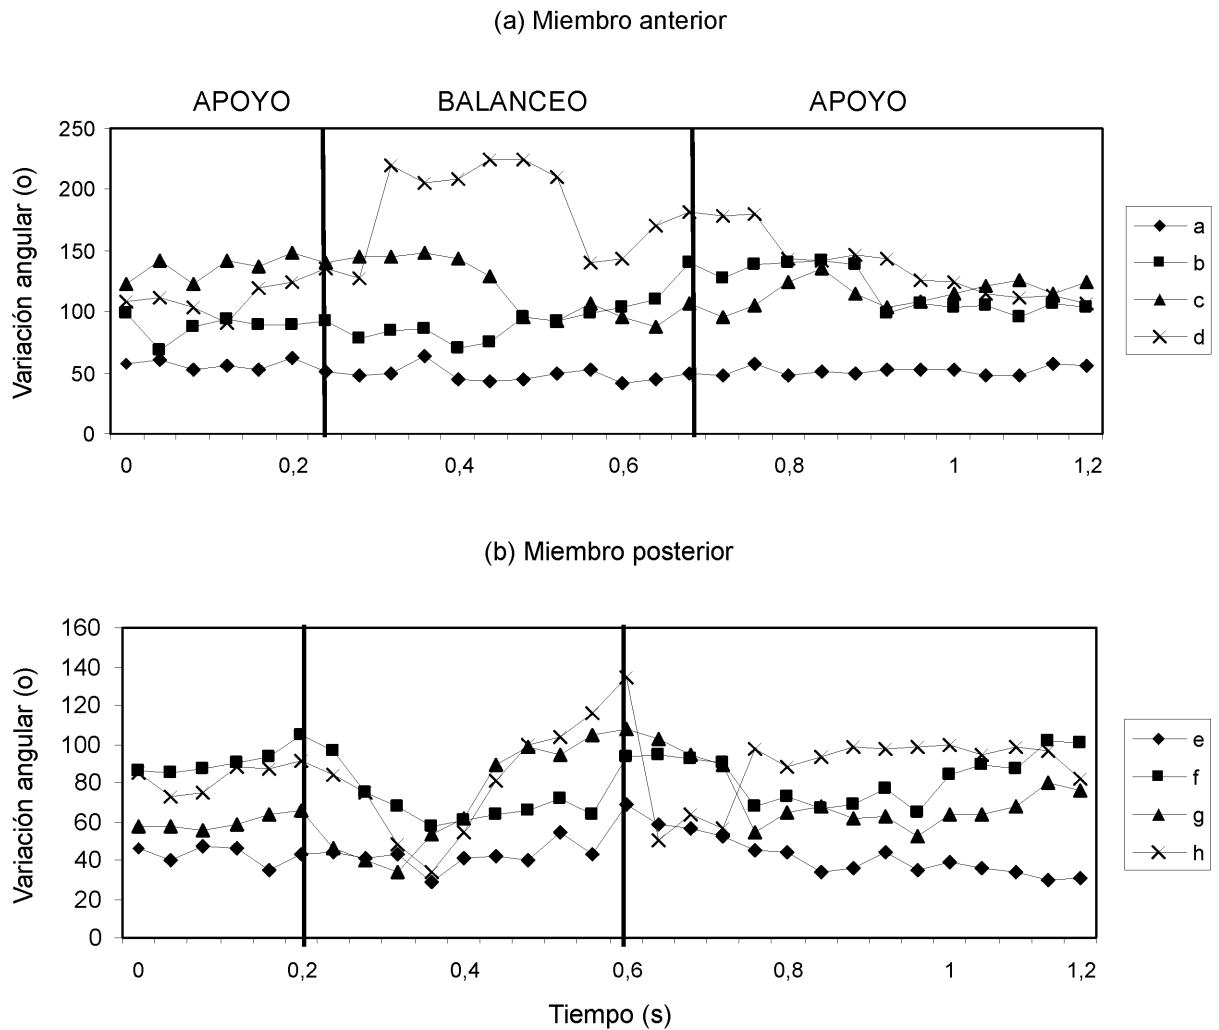 (a) Miembro anterior
APOYO BALANCEO APOYO
Variación angular (o)
250
200
150
100
50
0
0 0,2 0,4 0,6 0,8 1 1,2
a
b
c
d
(b) Miembro posterior
Variación angular (o)
160
140
120
100
80
60
40
20
0
0 0,2 0,4 0,6 0,8 1 1,2
Tiempo (s)
e
f
g
h